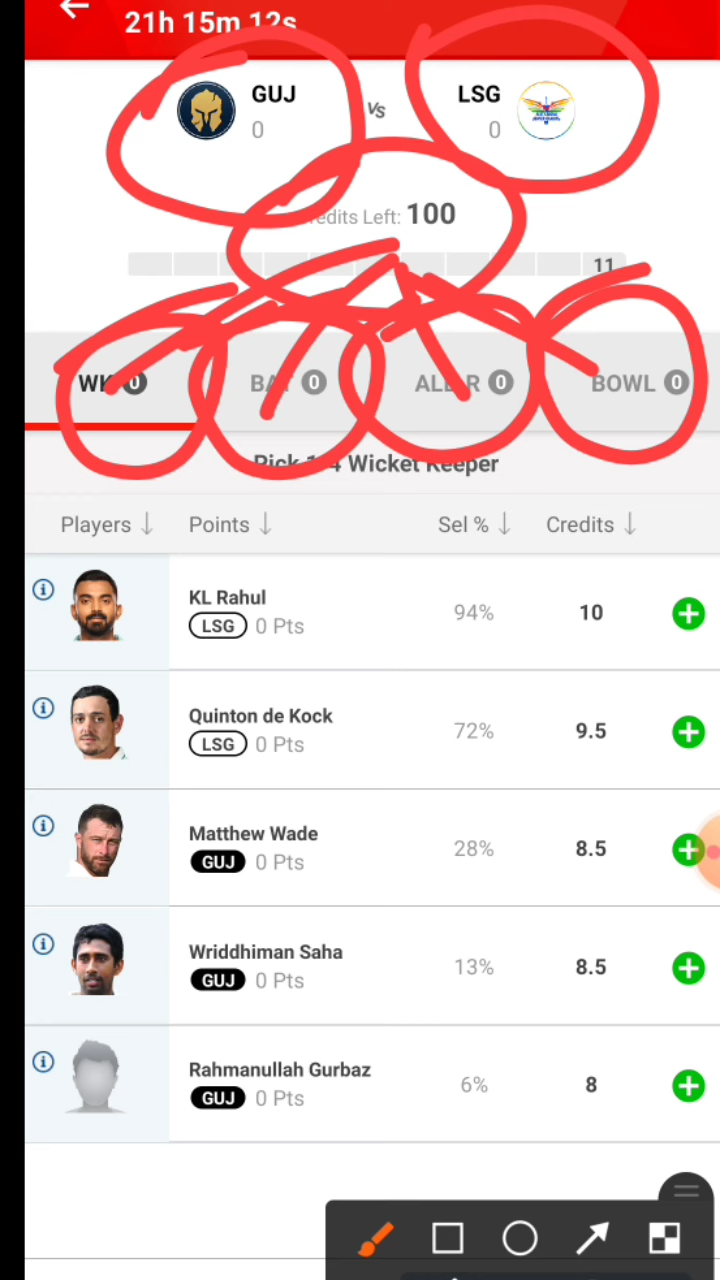 21h 15m 12s
GUJ vs LSG
0 0
Credits Left: 100
11
WK 0 BAT 0 ALL R 0 BOWL 0
Pick 1-4 Wicket Keeper
Players ↓ Points ↓ Sel % ↓ Credits ↓
KL Rahul
LSG 0 Pts 94% 10
Quinton de Kock
LSG 0 Pts 72% 9.5
Matthew Wade
GUJ 0 Pts 28% 8.5
Wriddhiman Saha
GUJ 0 Pts 13% 8.5
Rahmanullah Gurbaz
GUJ 0 Pts 6% 8